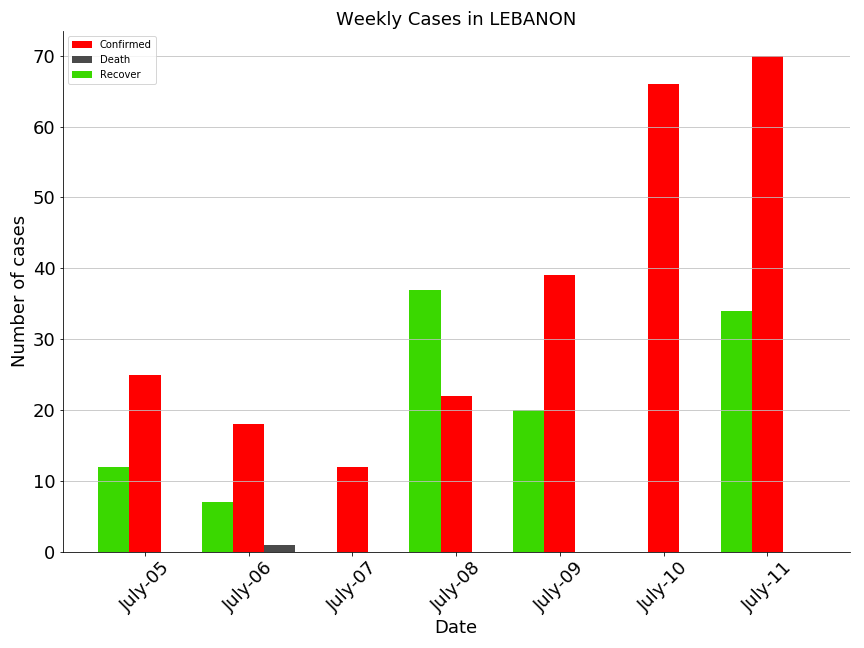 Weekly Cases in LEBANON
Confirmed
Death
Recover
Number of cases
70
60
50
40
30
20
10
0
July-05
July-06
July-07
July-08
July-09
July-10
July-11
Date